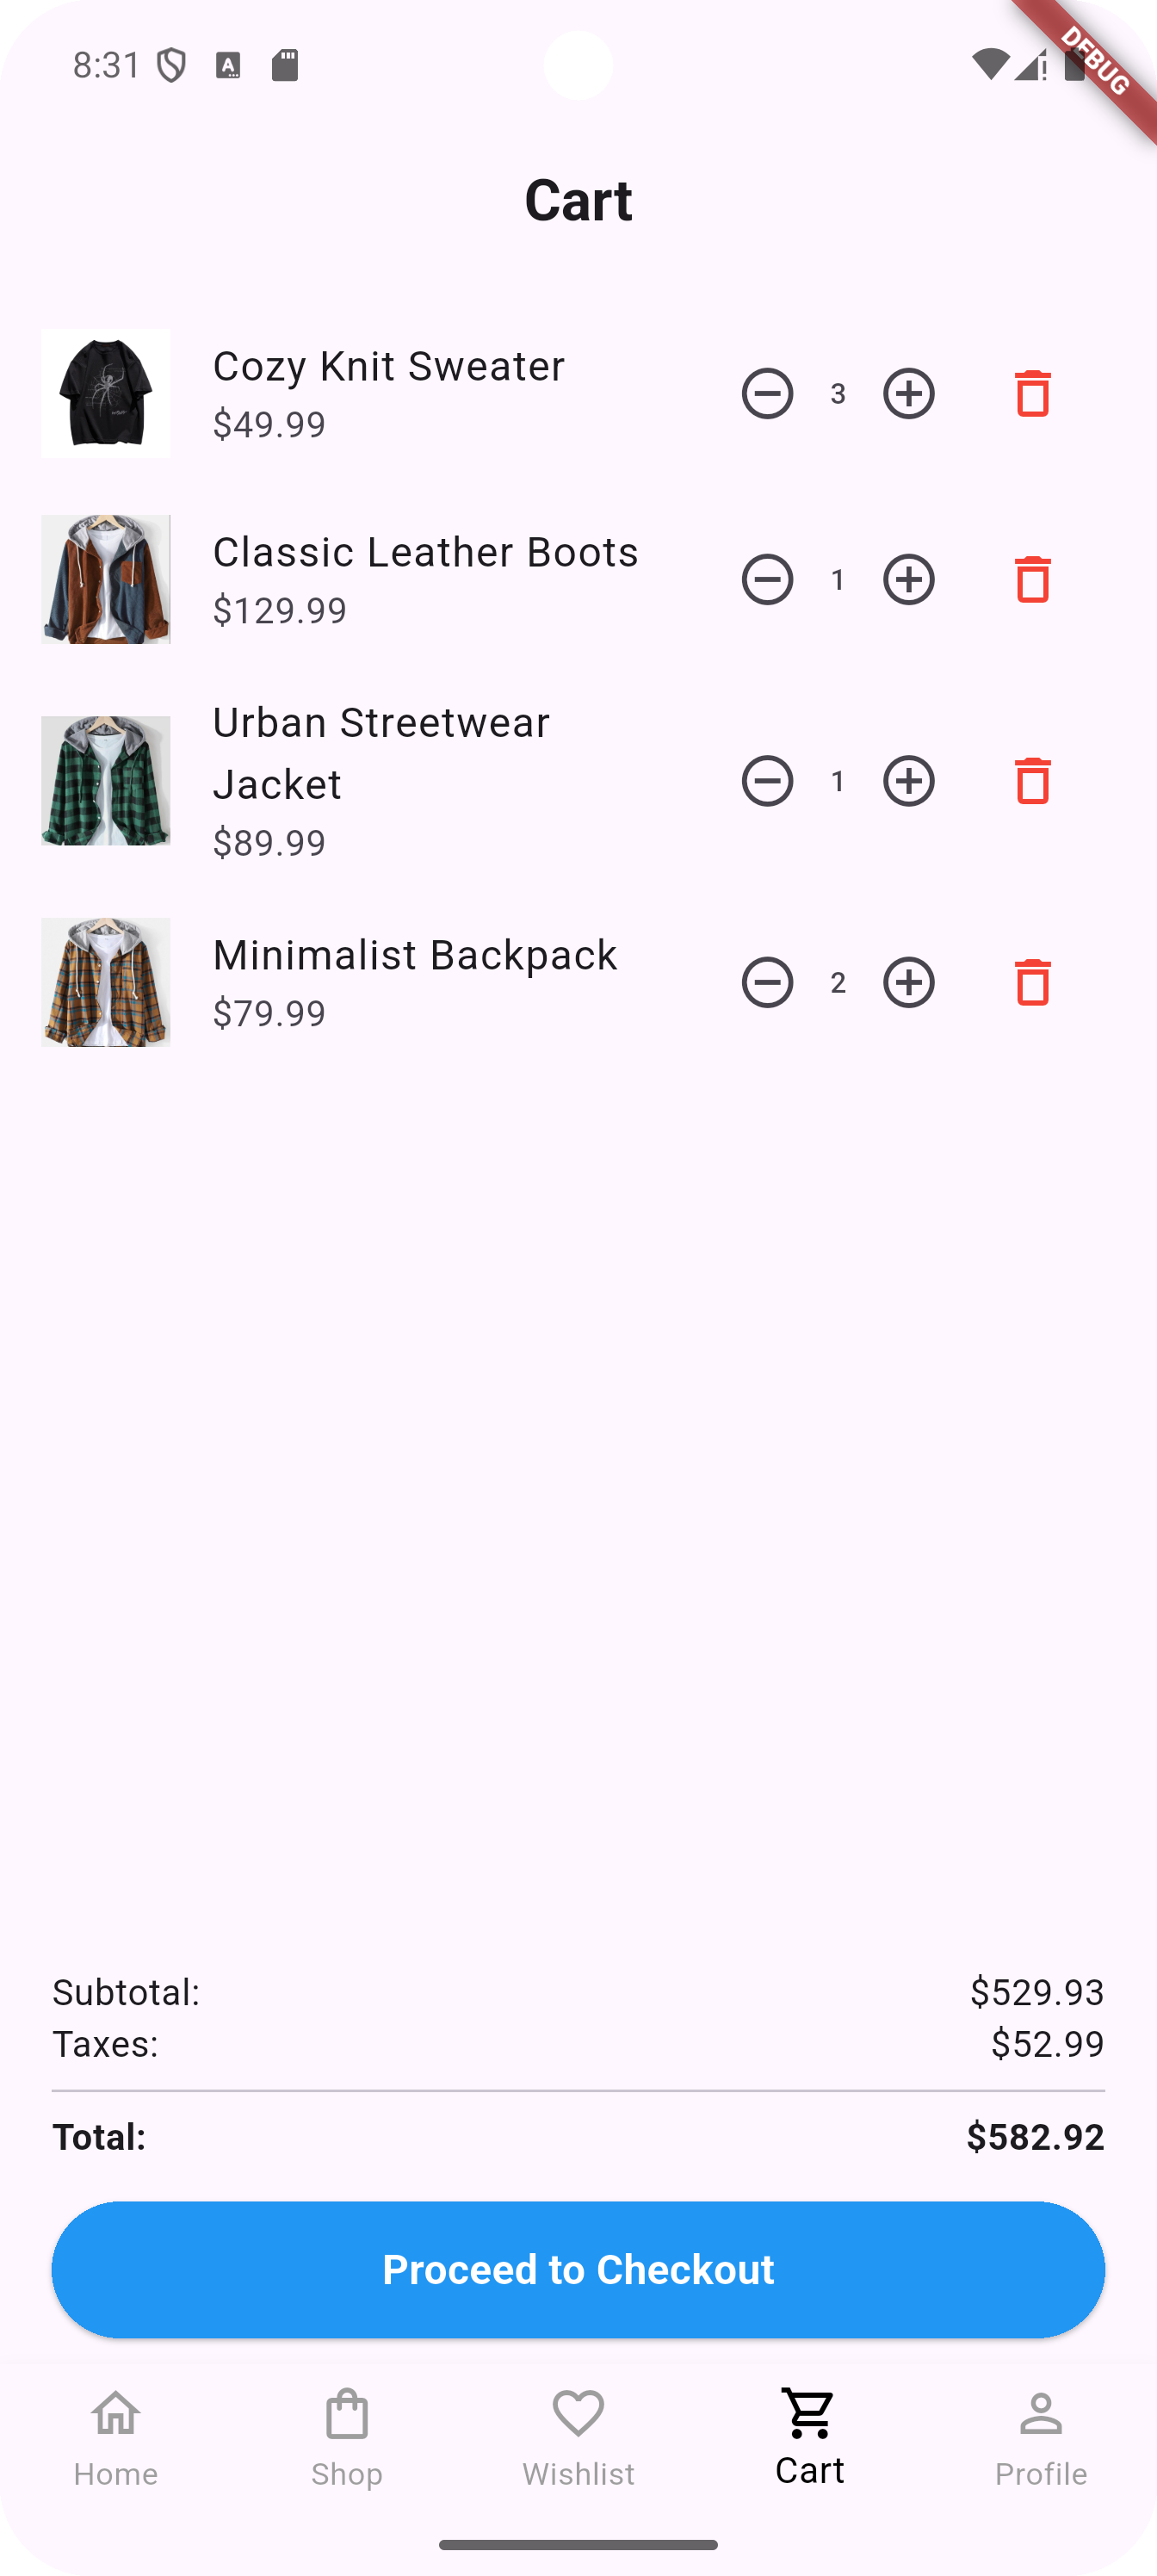 8:31
DEBUG
Cart
Cozy Knit Sweater
$49.99
3
Classic Leather Boots
$129.99
1
Urban Streetwear
Jacket
$89.99
1
Minimalist Backpack
$79.99
2
Subtotal: $529.93
Taxes: $52.99
Total: $582.92
Proceed to Checkout
Home Shop Wishlist Cart Profile